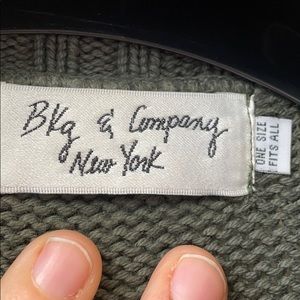 BKg & Company
New York
ONE SIZE
FITS ALL